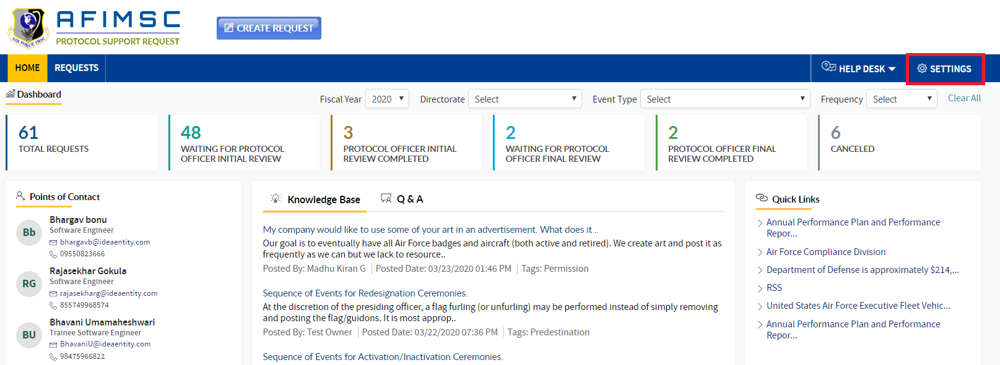 AFIMSC
PROTOCOL SUPPORT REQUEST
AIR FORCE IMSC
CREATE REQUEST
HOME
REQUESTS
HELP DESK
SETTINGS
Dashboard
Fiscal Year
2020
Directorate
Select
Event Type
Select
Frequency
Select
Clear All
61
TOTAL REQUESTS
48
WAITING FOR PROTOCOL
OFFICER INITIAL REVIEW
3
PROTOCOL OFFICER INITIAL
REVIEW COMPLETED
2
WAITING FOR PROTOCOL
OFFICER FINAL REVIEW
2
PROTOCOL OFFICER FINAL
REVIEW COMPLETED
6
CANCELED
Points of Contact
Bb
Bhargav bonu
Software Engineer
bhargavb@ideaentity.com
09550823666
RG
Rajasekhar Gokula
Software Engineer
rajasekharg@ideaentity.com
855749968574
BU
Bhavani Umamaheshwari
Trainee Software Engineer
BhavaniU@ideaentity.com
98475966822
Knowledge Base
Q & A
My company would like to use some of your art in an advertisement. What does it ..
Our goal is to eventually have all Air Force badges and aircraft (both active and retired). We create art and post it as
frequently as we can but we lack to resource..
Posted By: Madhu Kiran G | Posted Date: 03/23/2020 01:46 PM | Tags: Permission
Sequence of Events for Redesignation Ceremonies.
At the discretion of the presiding officer, a flag furling (or unfurling) may be performed instead of simply removing
and posting the flag/guidons. It is most approp..
Posted By: Test Owner | Posted Date: 03/22/2020 07:36 PM | Tags: Predestination
Sequence of Events for Activation/Inactivation Ceremonies.
Quick Links
Annual Performance Plan and Performance
Repor...
Air Force Compliance Division
Department of Defense is approximately $214,...
RSS
United States Air Force Executive Fleet Vehic...
Annual Performance Plan and Performance
Repor...